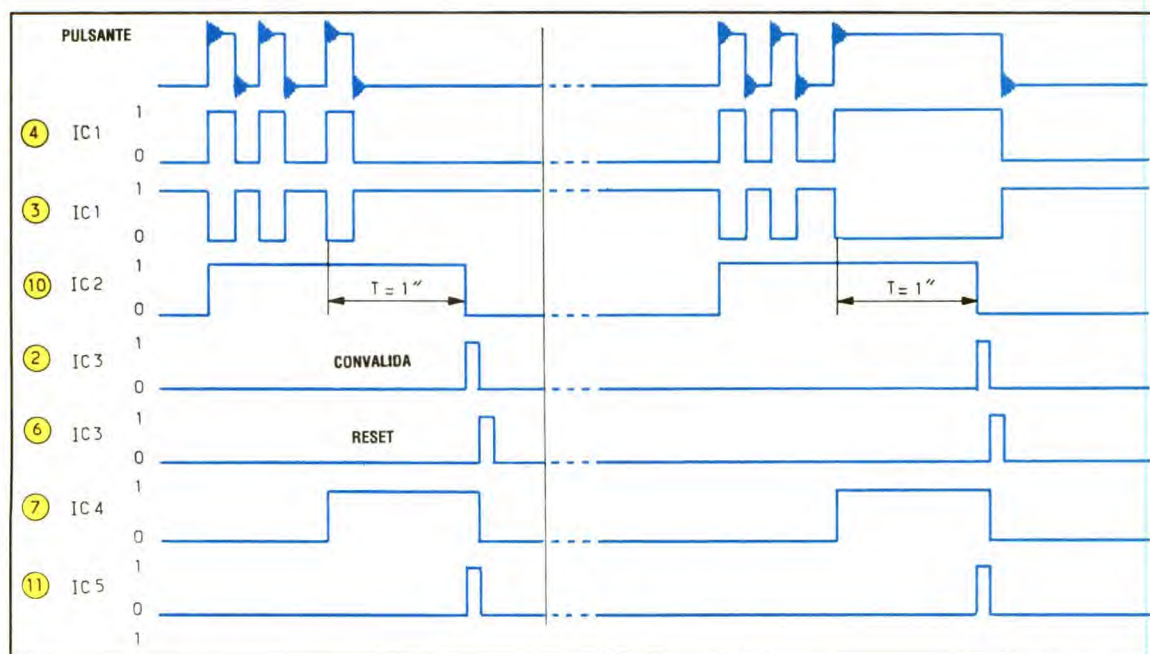 PULSANTE
1
4 IC1
0
1
3 IC1
0
1
10 IC2 T = 1″ T = 1″
0
1
2 IC3 CONVALIDA
0
1
6 IC3 RESET
0
1
7 IC4
0
1
11 IC5
0
1